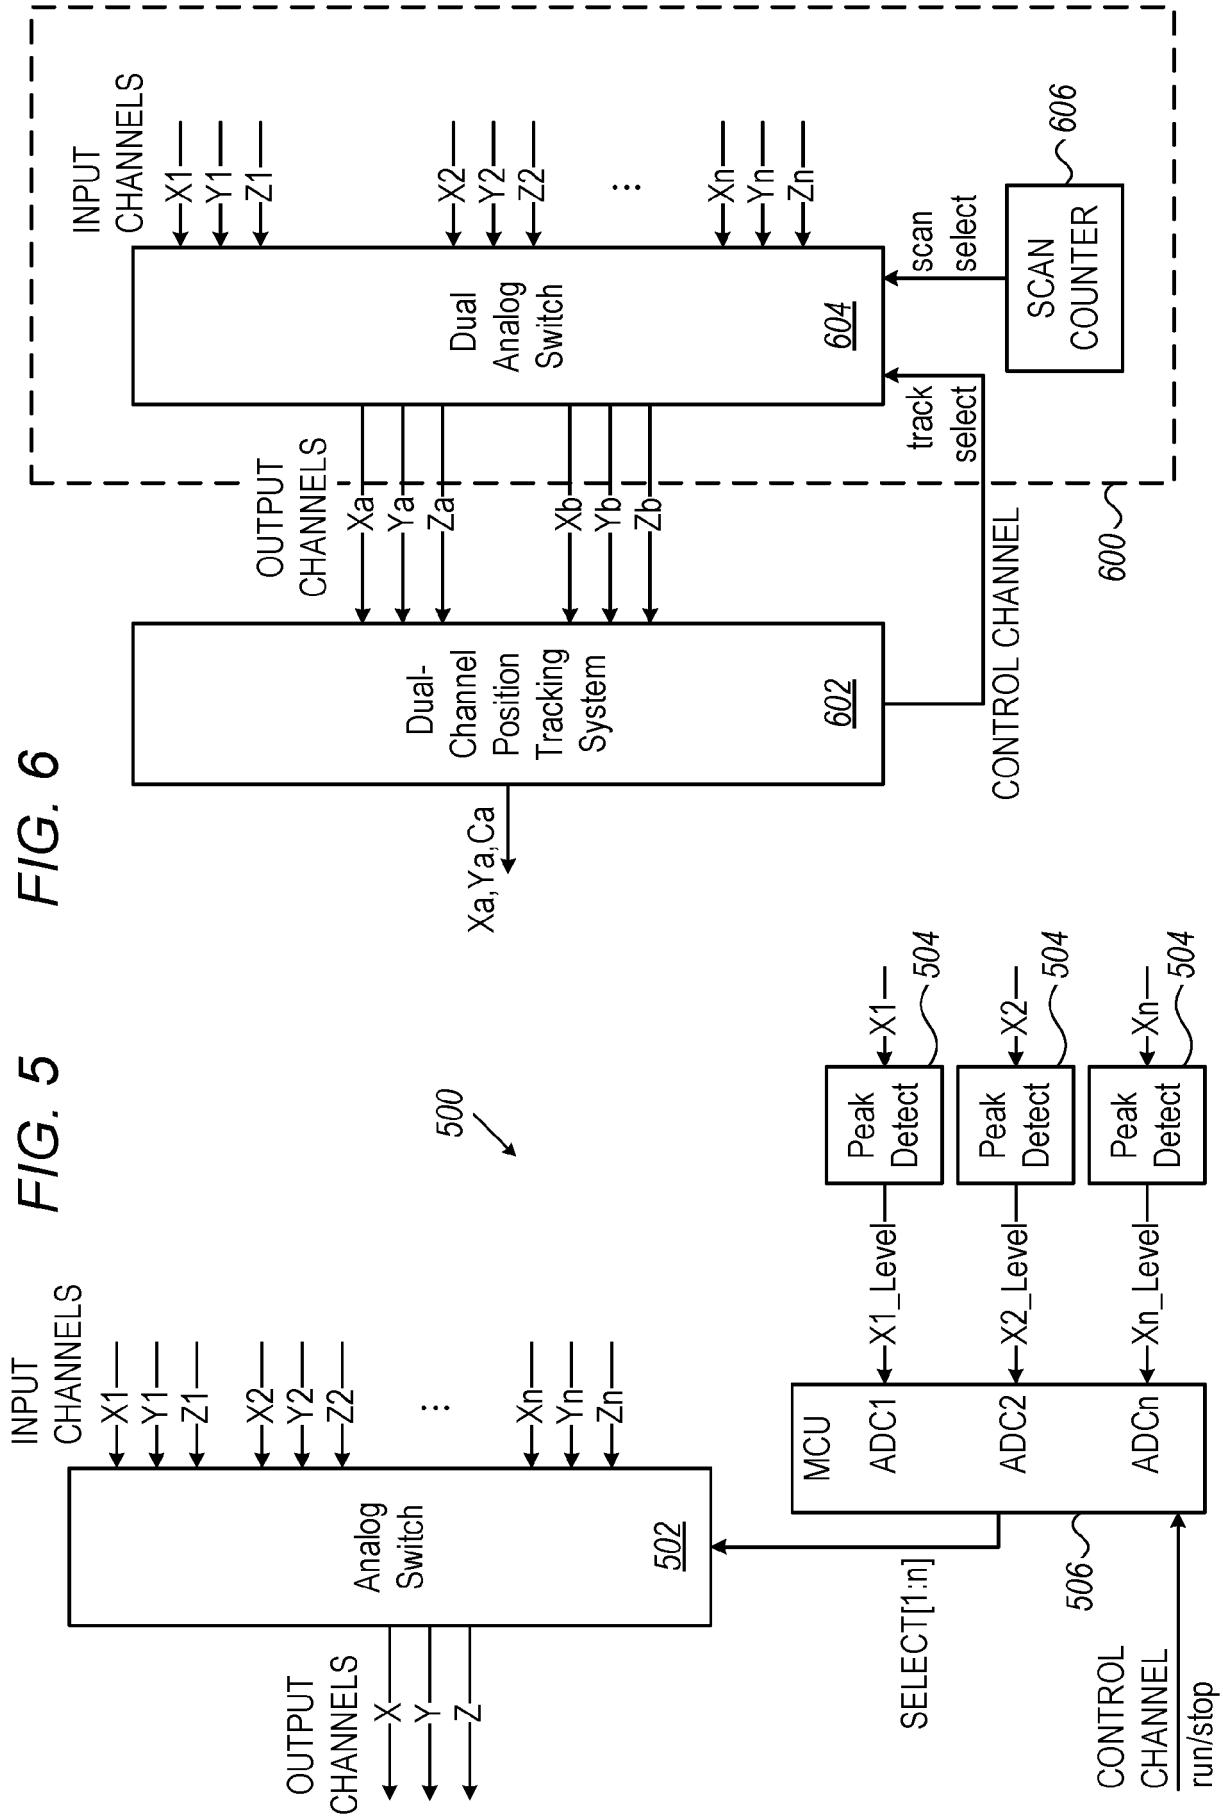 FIG. 5
500
INPUT
CHANNELS
X1
Y1
Z1
X2
Y2
Z2
...
Xn
Yn
Zn
Analog
Switch
502
OUTPUT
CHANNELS
X
Y
Z
SELECT[1:n]
MCU
ADC1
ADC2
ADCn
506
CONTROL
CHANNEL
run/stop
X1_Level
X2_Level
Xn_Level
Peak
Detect
Peak
Detect
Peak
Detect
X1
X2
Xn
504
504
504
FIG. 6
INPUT
CHANNELS
X1
Y1
Z1
X2
Y2
Z2
...
Xn
Yn
Zn
Dual
Analog
Switch
604
OUTPUT
CHANNELS
Xa
Ya
Za
Xb
Yb
Zb
Dual-
Channel
Position
Tracking
System
602
Xa,Ya,Ca
CONTROL CHANNEL
track
select
scan
select
SCAN
COUNTER
606
600